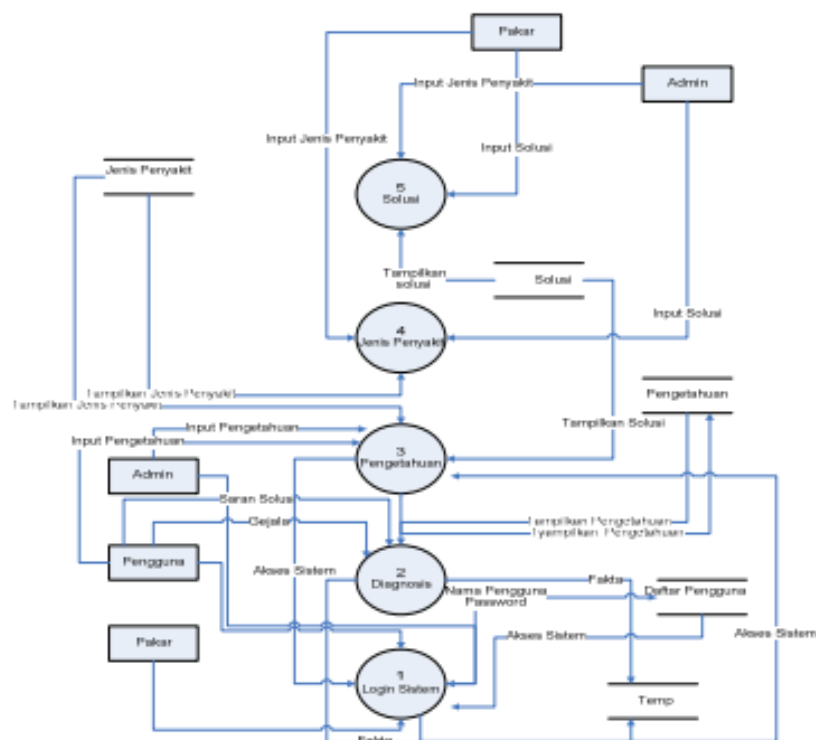 Pakar
Input Jenis Penyakit
Admin
Input Jenis Penyakit
Input Solusi
Jenis Penyakit
5
Solusi
Tampilkan
solusi
Solusi
Input Solusi
4
Jenis Penyakit
Tampilkan Jenis Penyakit
Tampilkan Jenis Penyakit
Pengetahuan
Input Pengetahuan
Tampilkan Solusi
Input Pengetahuan
3
Pengetahuan
Admin
Saran Solusi
Gejala
Tampilkan Pengetahuan
Pengguna
Akses Sistem
2
Diagnosis
Fakta
Nama Pengguna
Password
Daftar Pengguna
Pakar
Akses Sistem
Akses Sistem
1
Login Sistem
Temp
Fakta